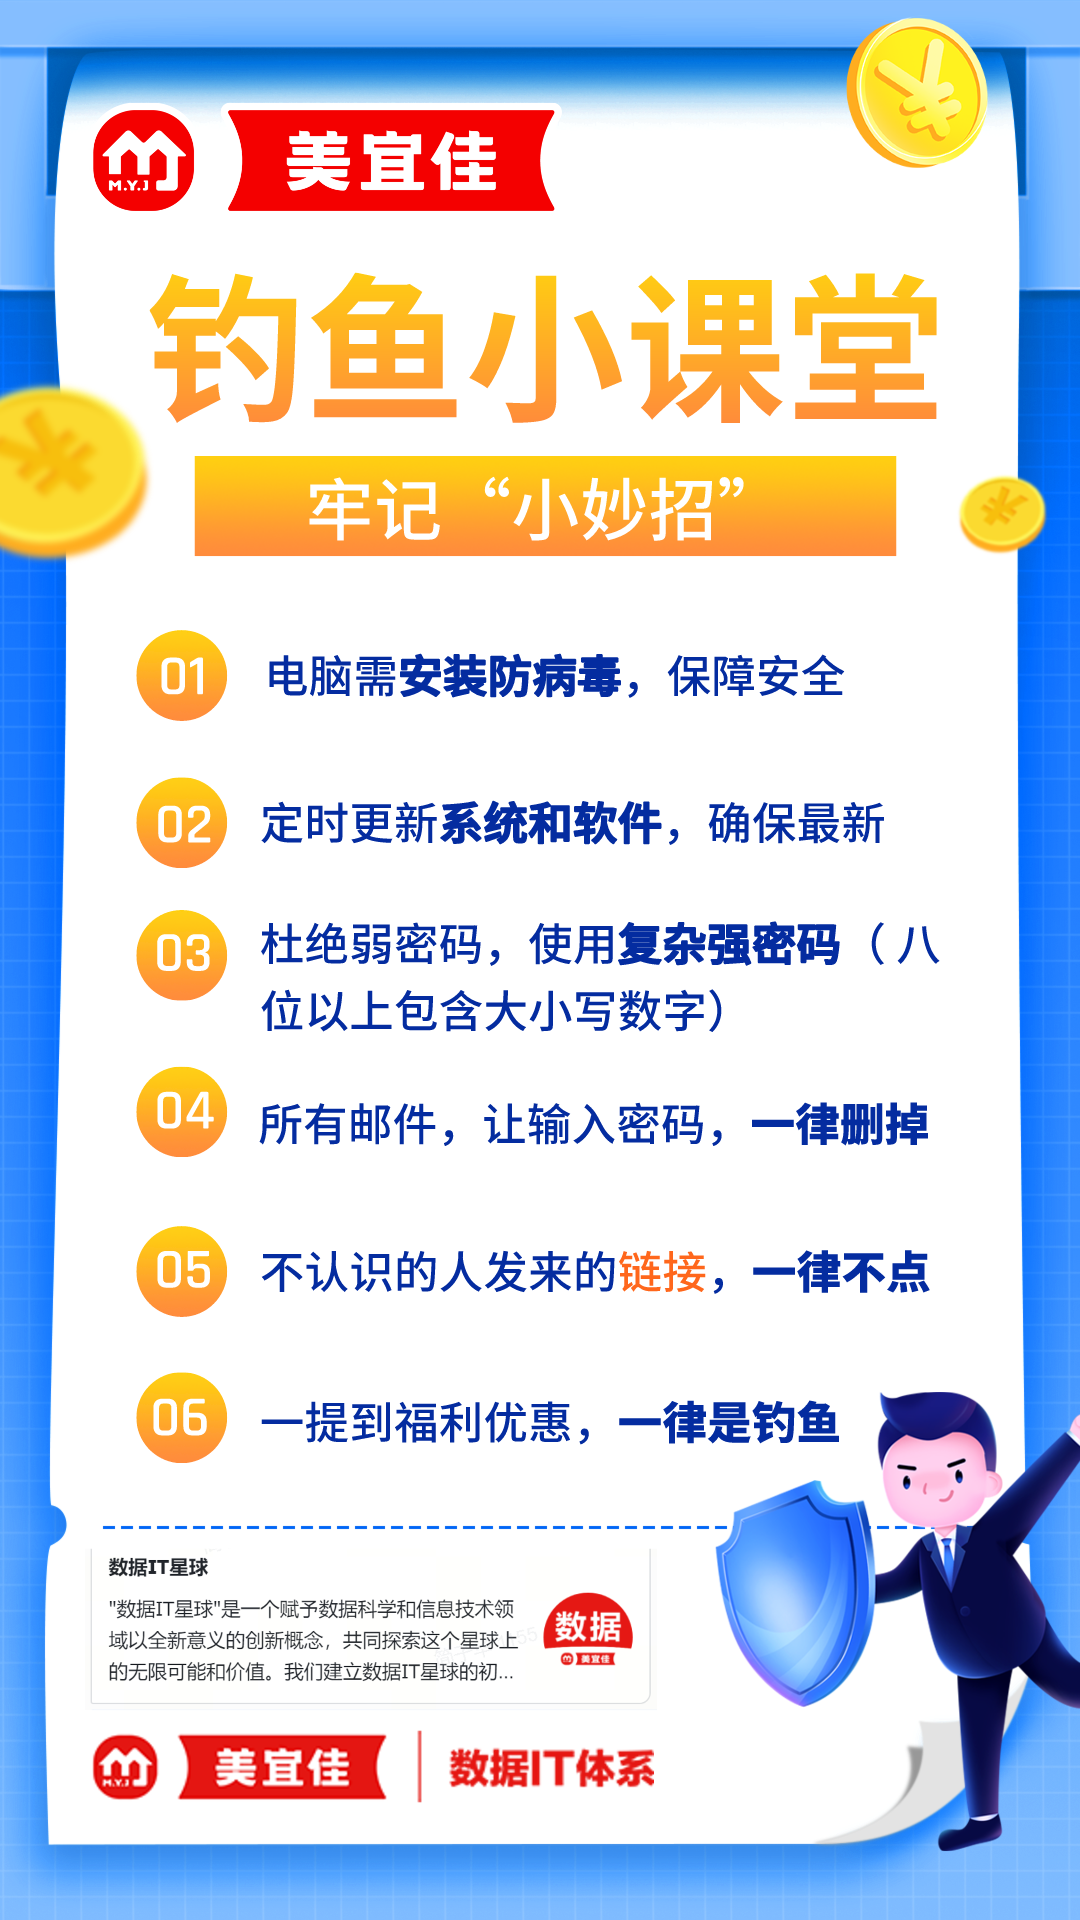 M.Y.J 美宜佳
钓鱼小课堂
牢记“小妙招”
01 电脑需安装防病毒，保障安全
02 定时更新系统和软件，确保最新
03 杜绝弱密码，使用复杂强密码（八
位以上包含大小写数字）
04 所有邮件，让输入密码，一律删掉
05 不认识的人发来的链接，一律不点
06 一提到福利优惠，一律是钓鱼
数据IT星球
"数据IT星球"是一个赋予数据科学和信息技术领
域以全新意义的创新概念，共同探索这个星球上
的无限可能和价值。我们建立数据IT星球的初...
数据
美宜佳
M.Y.J 美宜佳 数据IT体系